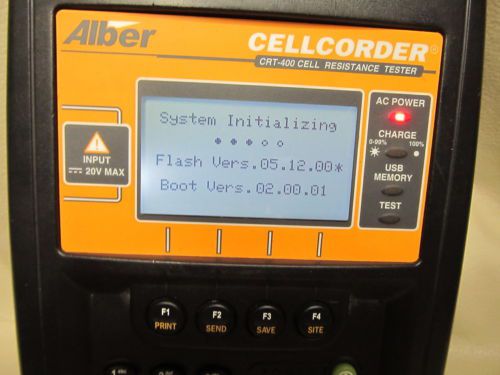 Alber
CELLCORDER®
CRT-400 CELL RESISTANCE TESTER
AC POWER
CHARGE
0-99% 100%
USB
MEMORY
TEST
INPUT
20V MAX
System Initializing
Flash Vers.05.12.00*
Boot Vers.02.00.01
F1
PRINT
F2
SEND
F3
SAVE
F4
SITE
1 abc